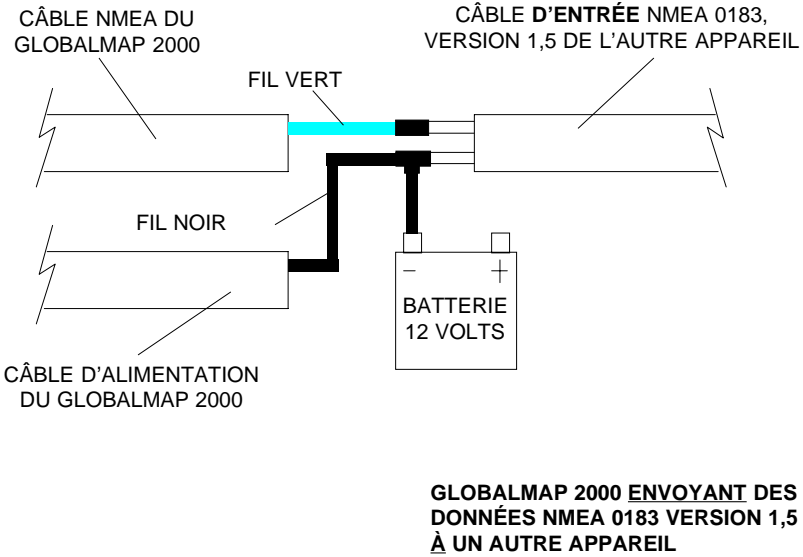 CÂBLE NMEA DU
GLOBALMAP 2000
CÂBLE D'ENTRÉE NMEA 0183,
VERSION 1,5 DE L'AUTRE APPAREIL
FIL VERT
FIL NOIR
– +
BATTERIE
12 VOLTS
CÂBLE D'ALIMENTATION
DU GLOBALMAP 2000
GLOBALMAP 2000 ENVOYANT DES
DONNÉES NMEA 0183 VERSION 1,5
À UN AUTRE APPAREIL